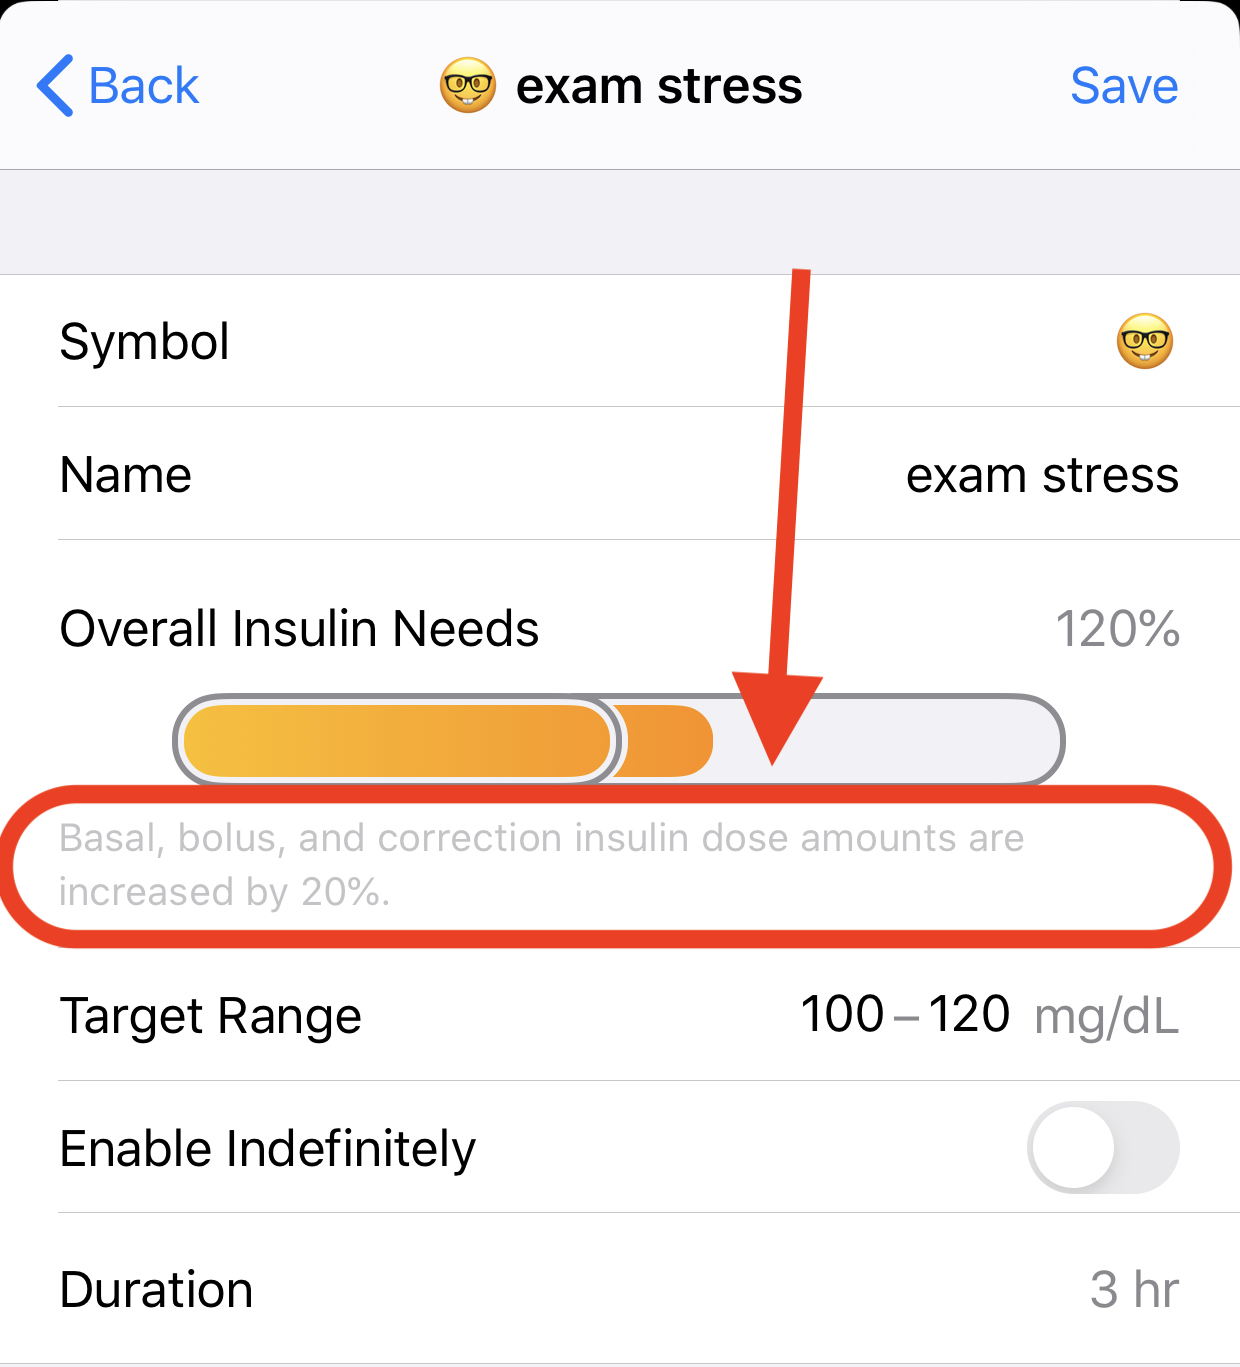 Back 🤓 exam stress Save
Symbol 🤓
Name exam stress
Overall Insulin Needs 120%
Basal, bolus, and correction insulin dose amounts are
increased by 20%.
Target Range 100 – 120 mg/dL
Enable Indefinitely
Duration 3 hr